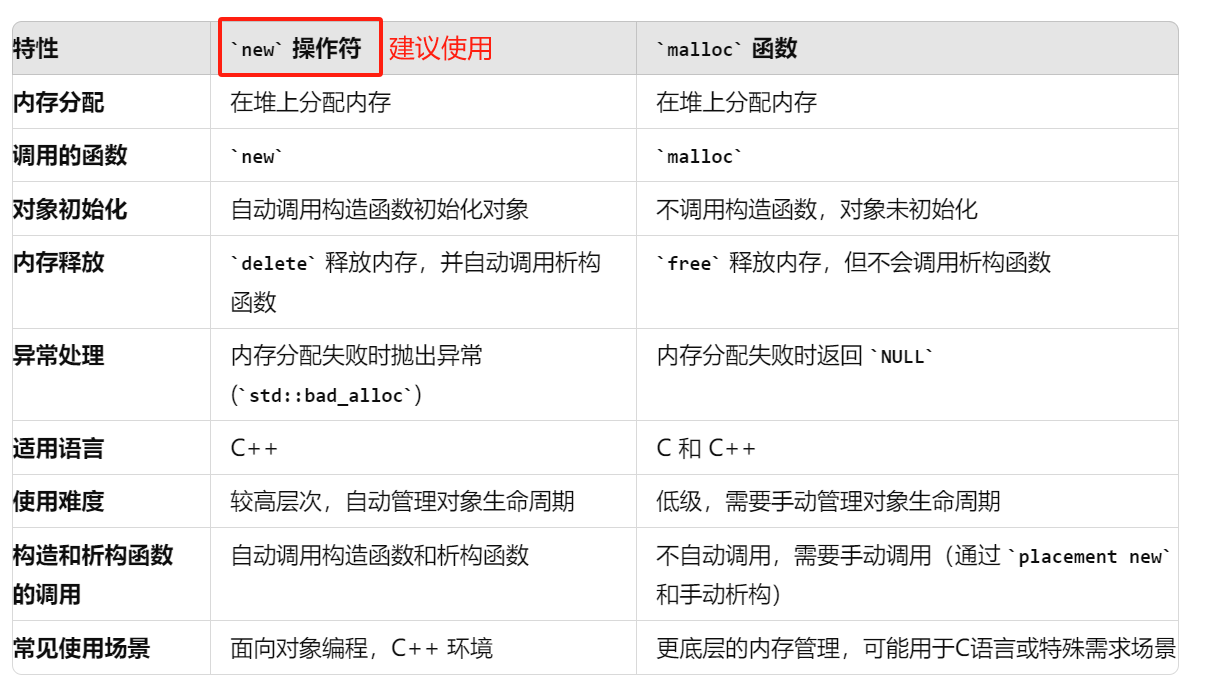 特性 `new` 操作符 建议使用 `malloc` 函数
内存分配 在堆上分配内存 在堆上分配内存
调用的函数 `new` `malloc`
对象初始化 自动调用构造函数初始化对象 不调用构造函数，对象未初始化
内存释放 `delete` 释放内存，并自动调用析构 `free` 释放内存，但不会调用析构函数
函数
异常处理 内存分配失败时抛出异常 内存分配失败时返回 `NULL`
(`std::bad_alloc`)
适用语言 C++ C 和 C++
使用难度 较高层次，自动管理对象生命周期 低级，需要手动管理对象生命周期
构造和析构函数 自动调用构造函数和析构函数 不自动调用，需要手动调用（通过 `placement new`
的调用 和手动析构）
常见使用场景 面向对象编程，C++ 环境 更底层的内存管理，可能用于C语言或特殊需求场景